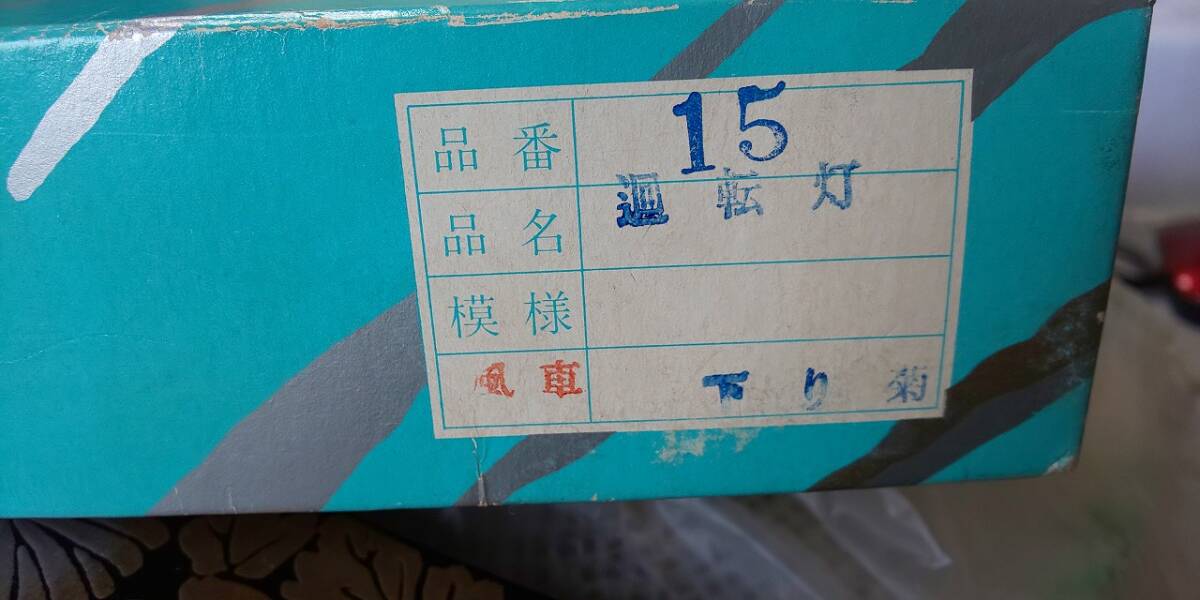 品番 15
品名 廻転灯
模様
風車 下り菊